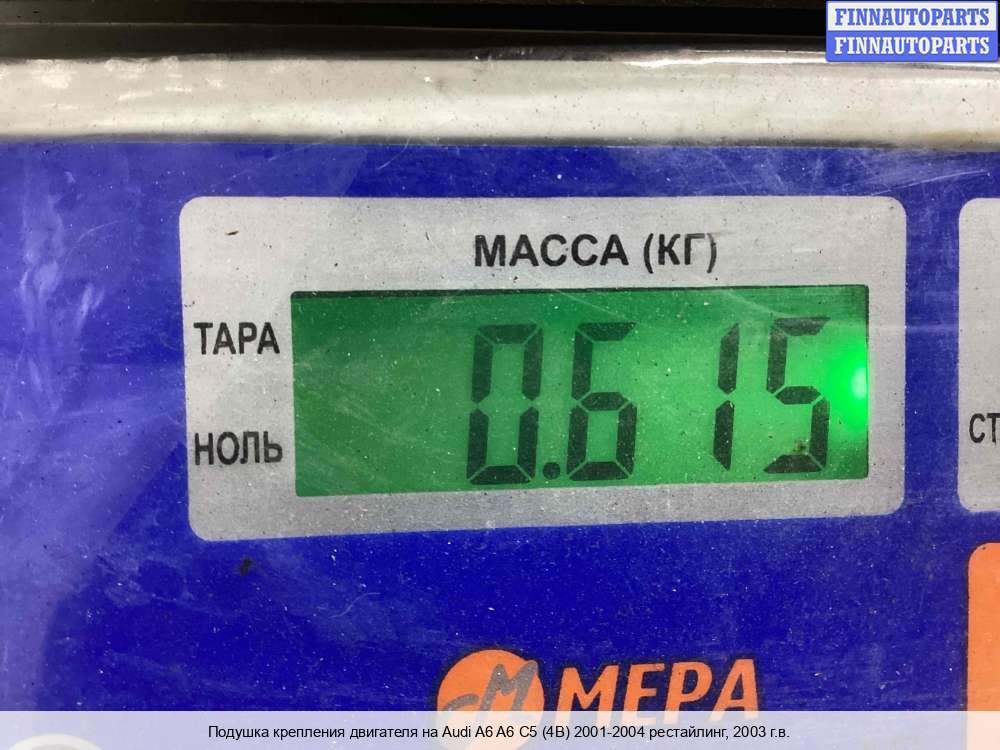 FINNAUTOPARTS
FINNAUTOPARTS
МАССА (КГ)
ТАРА
0.615
НОЛЬ
СТ
МЕРА
Подушка крепления двигателя на Audi A6 A6 C5 (4B) 2001-2004 рестайлинг, 2003 г.в.